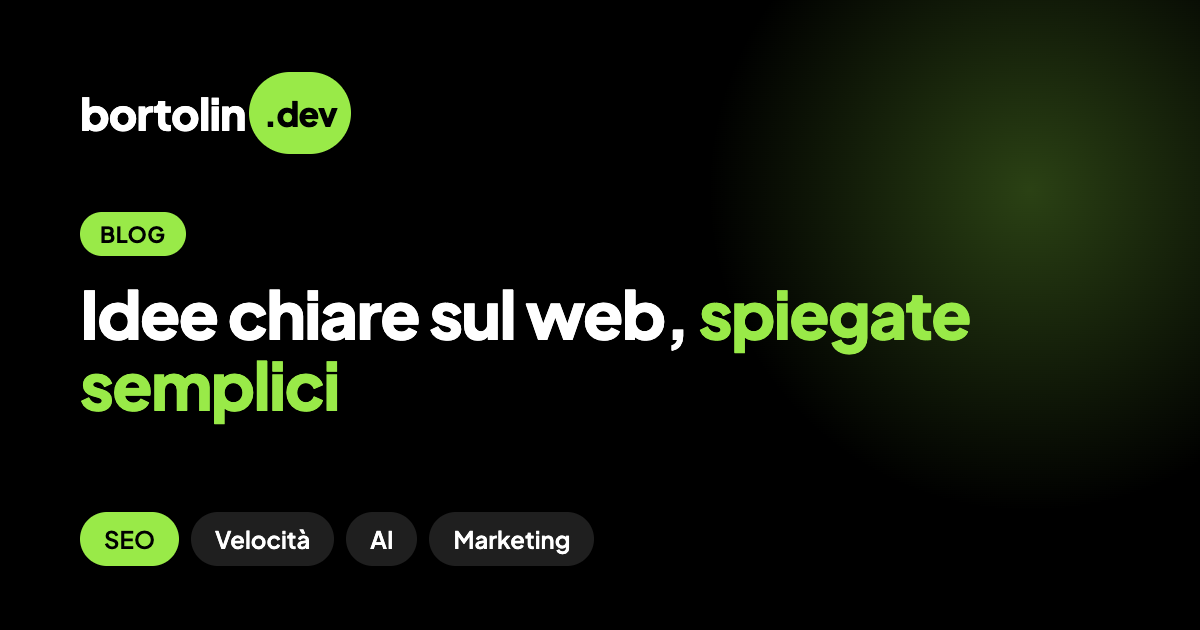 bortolin.dev
BLOG
Idee chiare sul web, spiegate
semplici
SEO Velocità AI Marketing